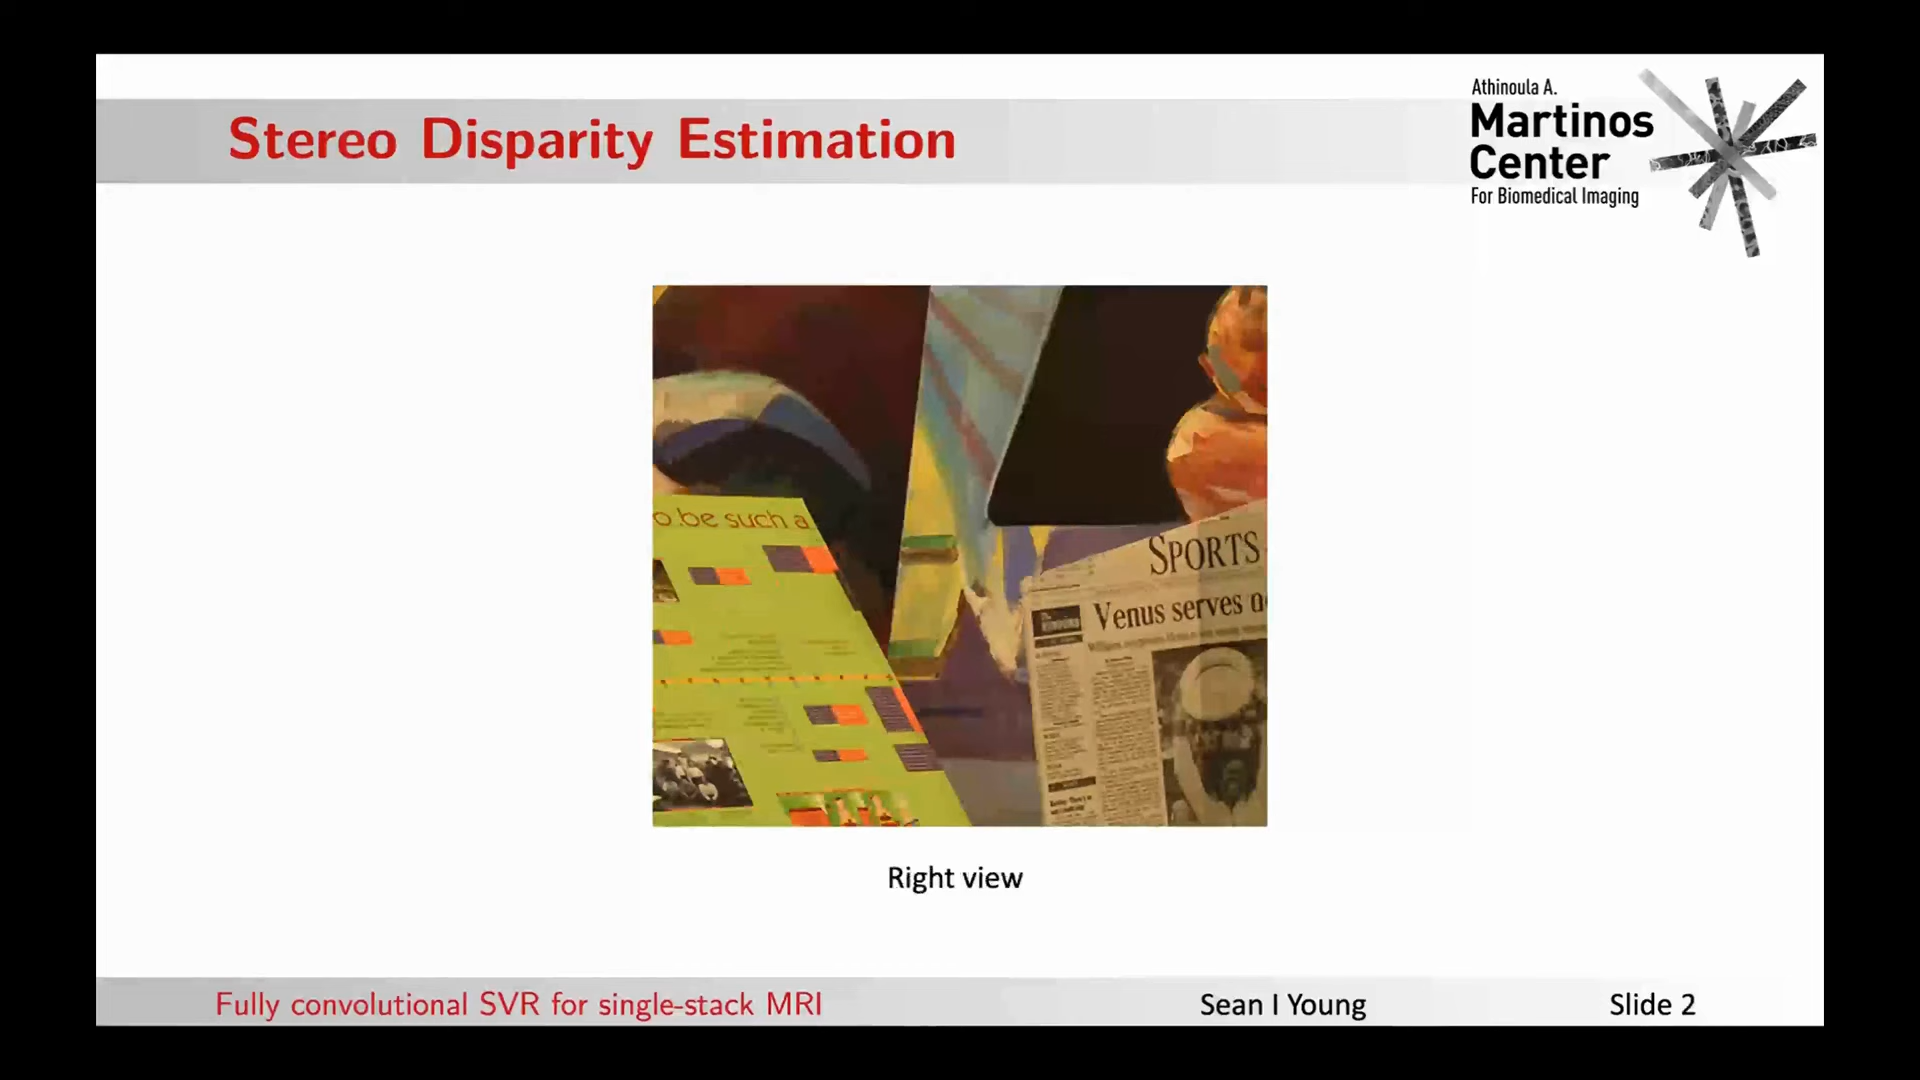 Athinoula A.
Martinos
Center
For Biomedical Imaging
Stereo Disparity Estimation
o be such a
SPORTS
Venus serves
Right view
Fully convolutional SVR for single-stack MRI
Sean I Young
Slide 2